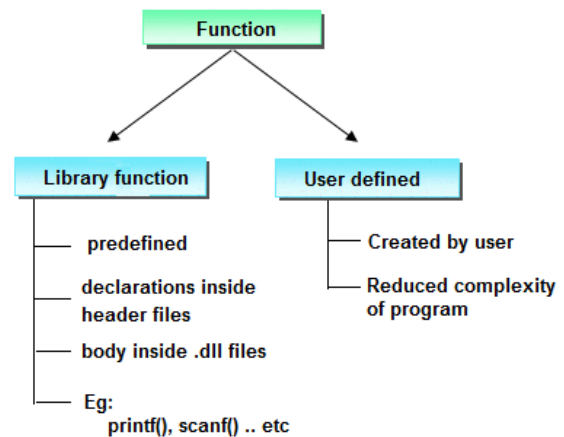 Function
Library function
predefined
declarations inside
header files
body inside .dll files
Eg:
printf(), scanf() .. etc
User defined
Created by user
Reduced complexity
of program